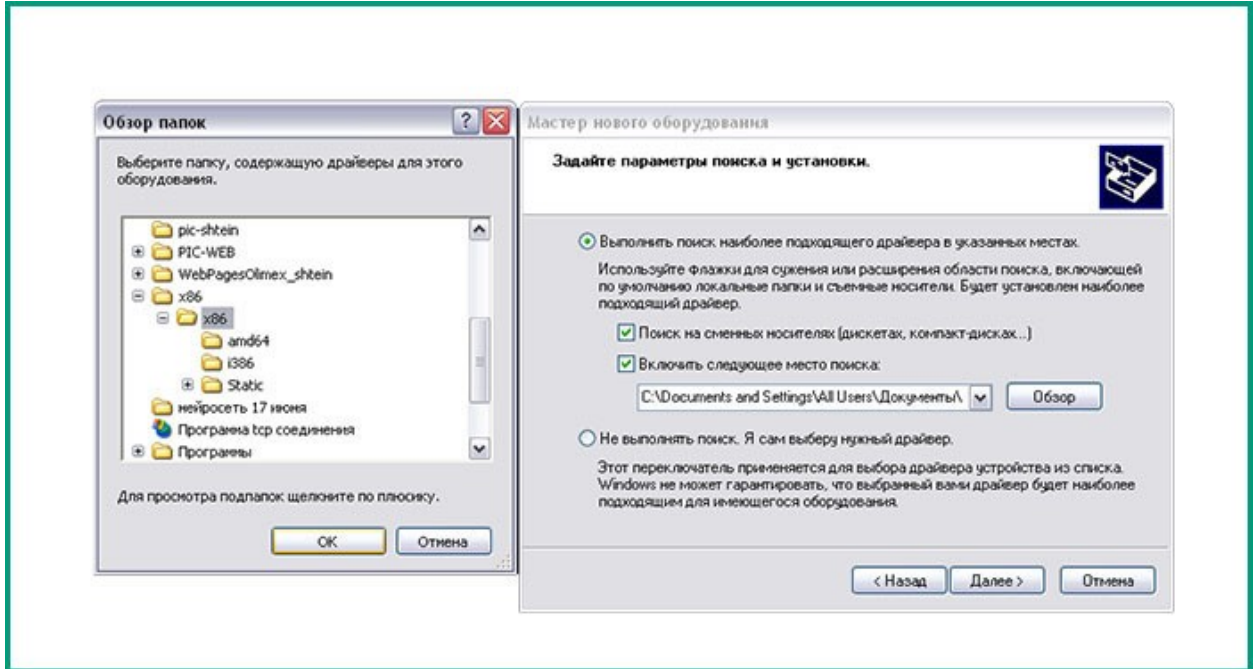 Обзор папок
Выберите папку, содержащую драйверы для этого
оборудования.
pic-shtein
PIC-WEB
WebPagesOlimex_shtein
x86
x86
amd64
i386
Static
нейросеть 17 июня
Программа tcp соединения
Программы
Для просмотра подпапок щелкните по плюсику.
OK
Отмена
Мастер нового оборудования
Задайте параметры поиска и установки.
Выполнить поиск наиболее подходящего драйвера в указанных местах.
Используйте флажки для сужения или расширения области поиска, включающей
по умолчанию локальные папки и съемные носители. Будет установлен наиболее
подходящий драйвер.
Поиск на сменных носителях (дискетах, компакт-дисках...)
Включить следующее место поиска:
C:\Documents and Settings\All Users\Документы\
Обзор
Не выполнять поиск. Я сам выберу нужный драйвер.
Этот переключатель применяется для выбора драйвера устройства из списка.
Windows не может гарантировать, что выбранный вами драйвер будет наиболее
подходящим для имеющегося оборудования.
< Назад
Далее >
Отмена